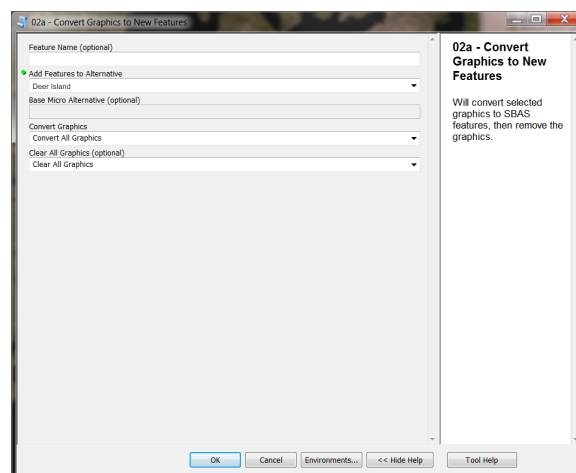 02a - Convert Graphics to New Features
Feature Name (optional)
Add Features to Alternative
Deer Island
Base Micro Alternative (optional)
Convert Graphics
Convert All Graphics
Clear All Graphics (optional)
Clear All Graphics
02a - Convert
Graphics to New
Features
Will convert selected
graphics to SBAS
features, then remove the
graphics.
OK
Cancel
Environments...
<< Hide Help
Tool Help